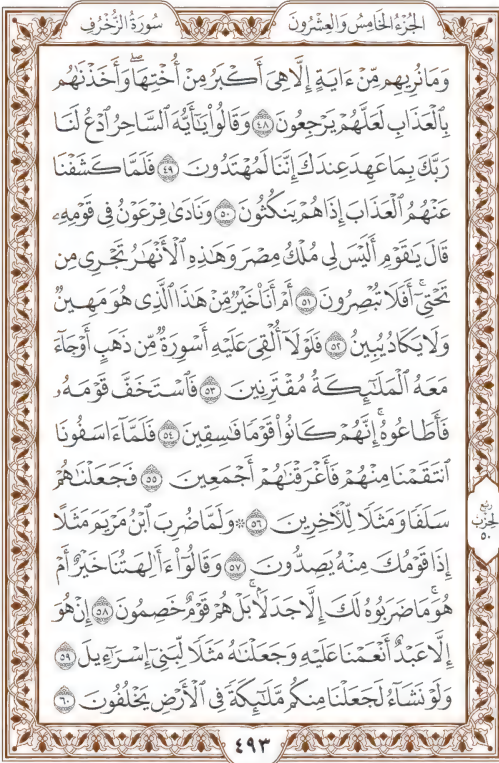 الجُزْءُ الخَامِسُ وَالعِشْرُونَ سُورَةُ الزُّخْرُفِ
وَمَا نُرِيهِم مِّنْ ءَايَةٍ إِلَّا هِىَ أَكْبَرُ مِنْ أُخْتِهَاۖ وَأَخَذْنَٰهُم
بِٱلْعَذَابِ لَعَلَّهُمْ يَرْجِعُونَ ٤٨ وَقَالُوا۟ يَٰٓأَيُّهَ ٱلسَّاحِرُ ٱدْعُ لَنَا
رَبَّكَ بِمَا عَهِدَ عِندَكَ إِنَّنَا لَمُهْتَدُونَ ٤٩ فَلَمَّا كَشَفْنَا
عَنْهُمُ ٱلْعَذَابَ إِذَا هُمْ يَنكُثُونَ ٥٠ وَنَادَىٰ فِرْعَوْنُ فِى قَوْمِهِۦ
قَالَ يَٰقَوْمِ أَلَيْسَ لِى مُلْكُ مِصْرَ وَهَٰذِهِ ٱلْأَنْهَٰرُ تَجْرِى مِن
تَحْتِىٓۖ أَفَلَا تُبْصِرُونَ ٥١ أَمْ أَنَا۠ خَيْرٌ مِّنْ هَٰذَا ٱلَّذِى هُوَ مَهِينٌ
وَلَا يَكَادُ يُبِينُ ٥٢ فَلَوْلَآ أُلْقِىَ عَلَيْهِ أَسْوِرَةٌ مِّن ذَهَبٍ أَوْ جَآءَ
مَعَهُ ٱلْمَلَٰٓئِكَةُ مُقْتَرِنِينَ ٥٣ فَٱسْتَخَفَّ قَوْمَهُۥ
فَأَطَاعُوهُۚ إِنَّهُمْ كَانُوا۟ قَوْمًا فَٰسِقِينَ ٥٤ فَلَمَّآ ءَاسَفُونَا
ٱنتَقَمْنَا مِنْهُمْ فَأَغْرَقْنَٰهُمْ أَجْمَعِينَ ٥٥ فَجَعَلْنَٰهُمْ
سَلَفًا وَمَثَلًا لِّلْءَاخِرِينَ ٥٦ ۞ وَلَمَّا ضُرِبَ ٱبْنُ مَرْيَمَ مَثَلًا
إِذَا قَوْمُكَ مِنْهُ يَصِدُّونَ ٥٧ وَقَالُوٓا۟ ءَأَٰلِهَتُنَا خَيْرٌ أَمْ
هُوَۚ مَا ضَرَبُوهُ لَكَ إِلَّا جَدَلًۢاۚ بَلْ هُمْ قَوْمٌ خَصِمُونَ ٥٨ إِنْ هُوَ
إِلَّا عَبْدٌ أَنْعَمْنَا عَلَيْهِ وَجَعَلْنَٰهُ مَثَلًا لِّبَنِىٓ إِسْرَٰٓءِيلَ ٥٩
وَلَوْ نَشَآءُ لَجَعَلْنَا مِنكُم مَّلَٰٓئِكَةً فِى ٱلْأَرْضِ يَخْلُفُونَ ٦٠
رُبع
الحِزْب
٥٠
٤٩٣